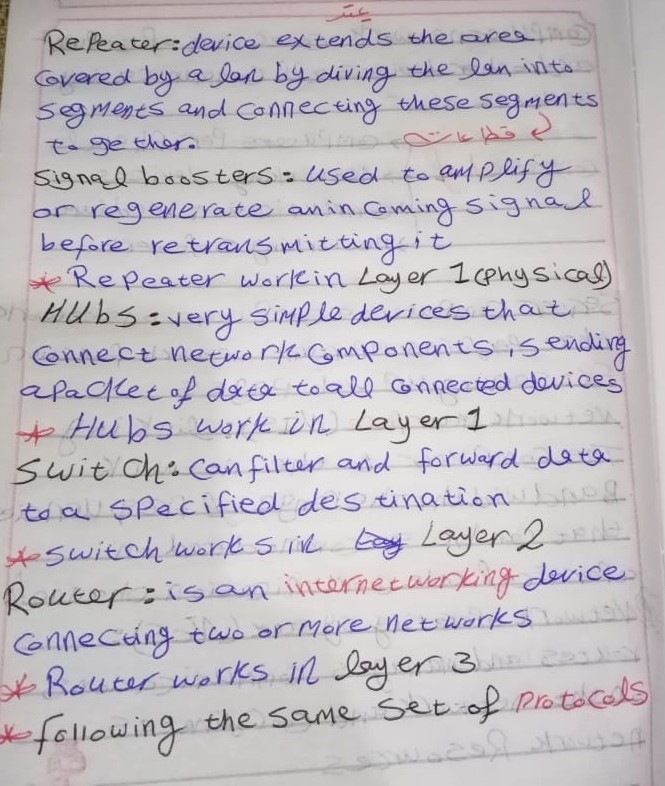 Repeater: device extends the area
Covered by a lan by diving the lan into
segments and connecting these segments
together.
Signal boosters: used to amplify
or regenerate an incoming signal
before retransmitting it
* Repeater work in Layer 1 (physical)
HUbs: very simple devices that
Connect network Components, sending
a packet of data to all connected devices
* Hubs work in Layer 1
Switch: can filter and forward data
to a specified destination
* switch works in Layer 2
Router: is an internetworking device
Connecting two or more networks
* Router works in layer 3
* following the same set of protocols